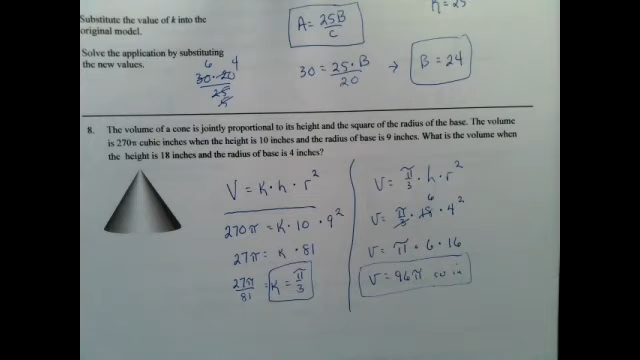 Substitute the value of k into the
original model.
A = 25B/C
Solve the application by substituting
the new values.
6 4
30·20/25
5
30 = 25·B/20 → B = 24
8. The volume of a cone is jointly proportional to its height and the square of the radius of the base. The volume
is 270π cubic inches when the height is 10 inches and the radius of base is 9 inches. What is the volume when
the height is 18 inches and the radius of base is 4 inches?
V = K·h·r²
270π = K·10·9²
27π = K·81
27π/81 = K = π/3
V = π/3·h·r²
6
V = π/3·18·4²
V = π·6·16
V = 96π cu in